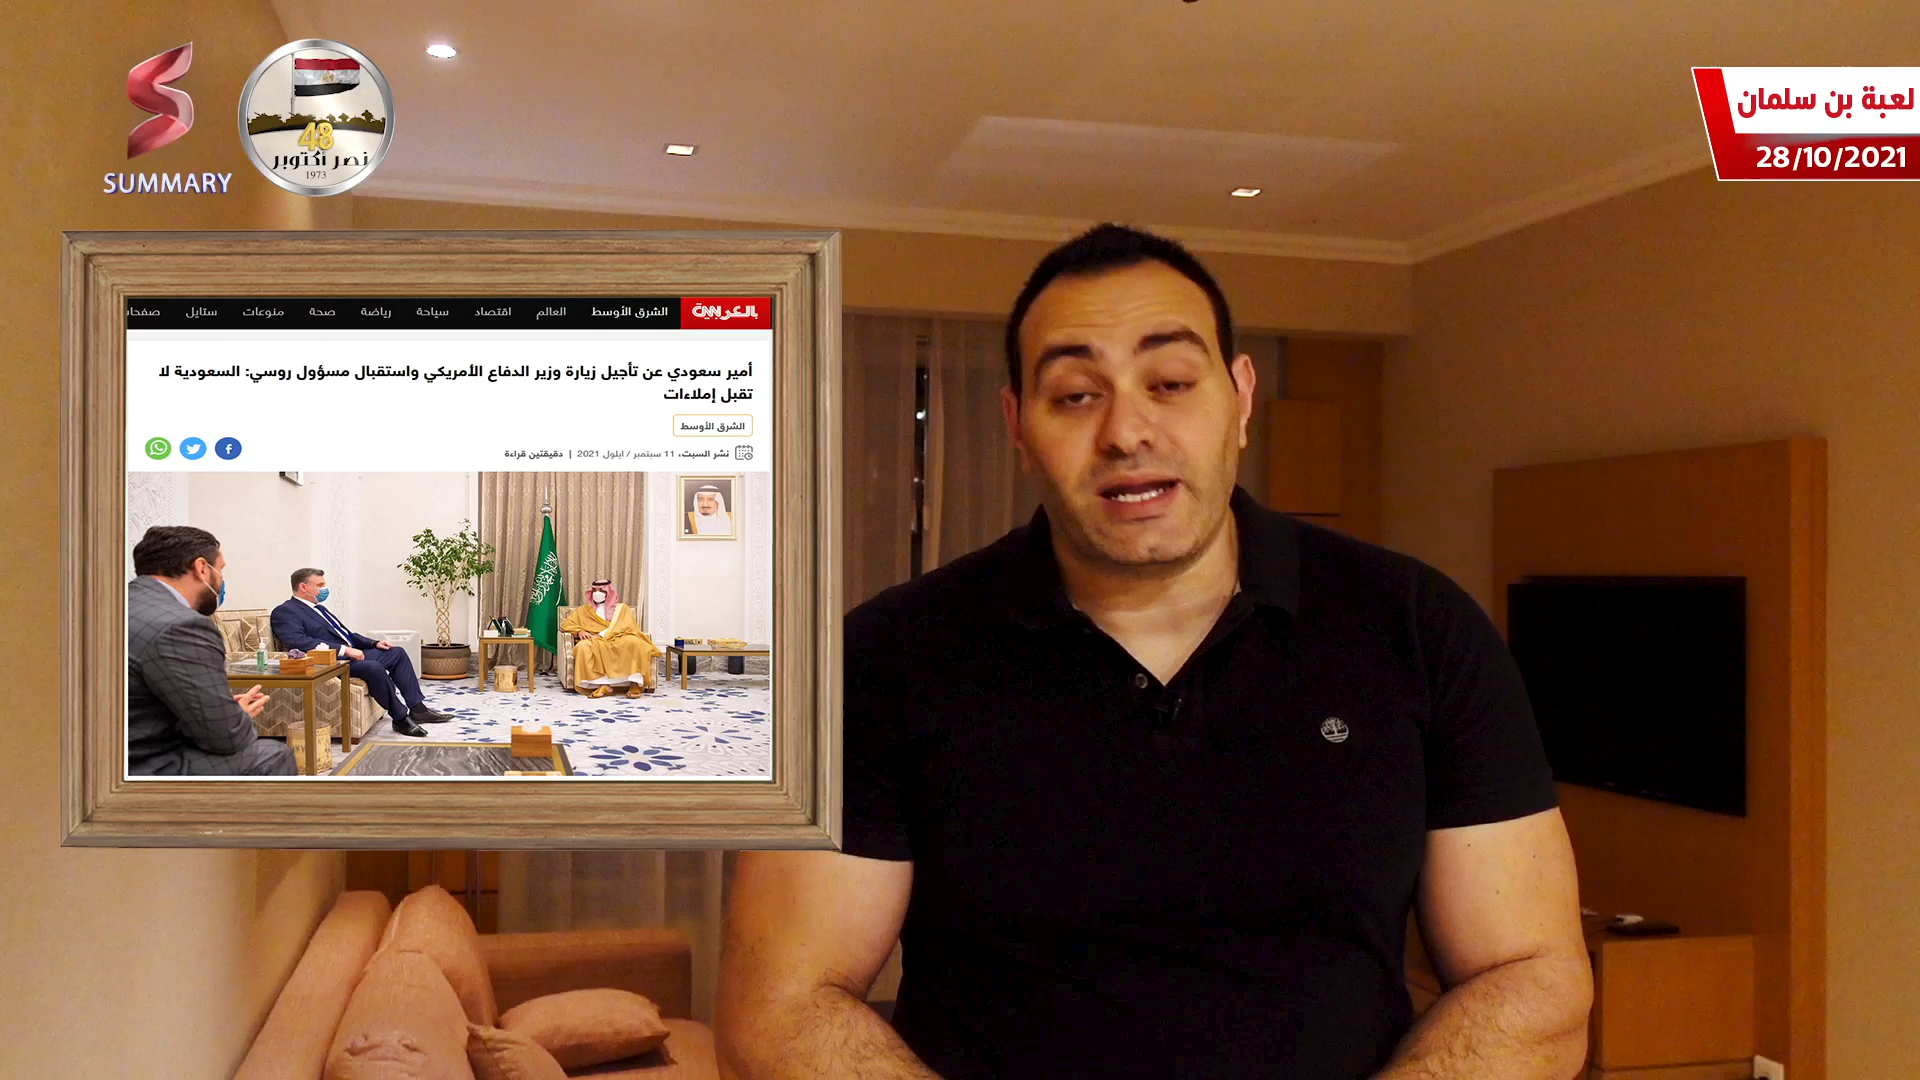 SUMMARY
48
نصر أكتوبر
1973
لعبة بن سلمان
28/10/2021
CNN بالعربية
الشرق الأوسط العالم اقتصاد سياحة رياضة صحة منوعات ستايل صفحات
أمير سعودي عن تأجيل زيارة وزير الدفاع الأمريكي واستقبال مسؤول روسي: السعودية لا
تقبل إملاءات
الشرق الأوسط
نشر السبت، 11 سبتمبر / ايلول 2021 | دقيقتين قراءة